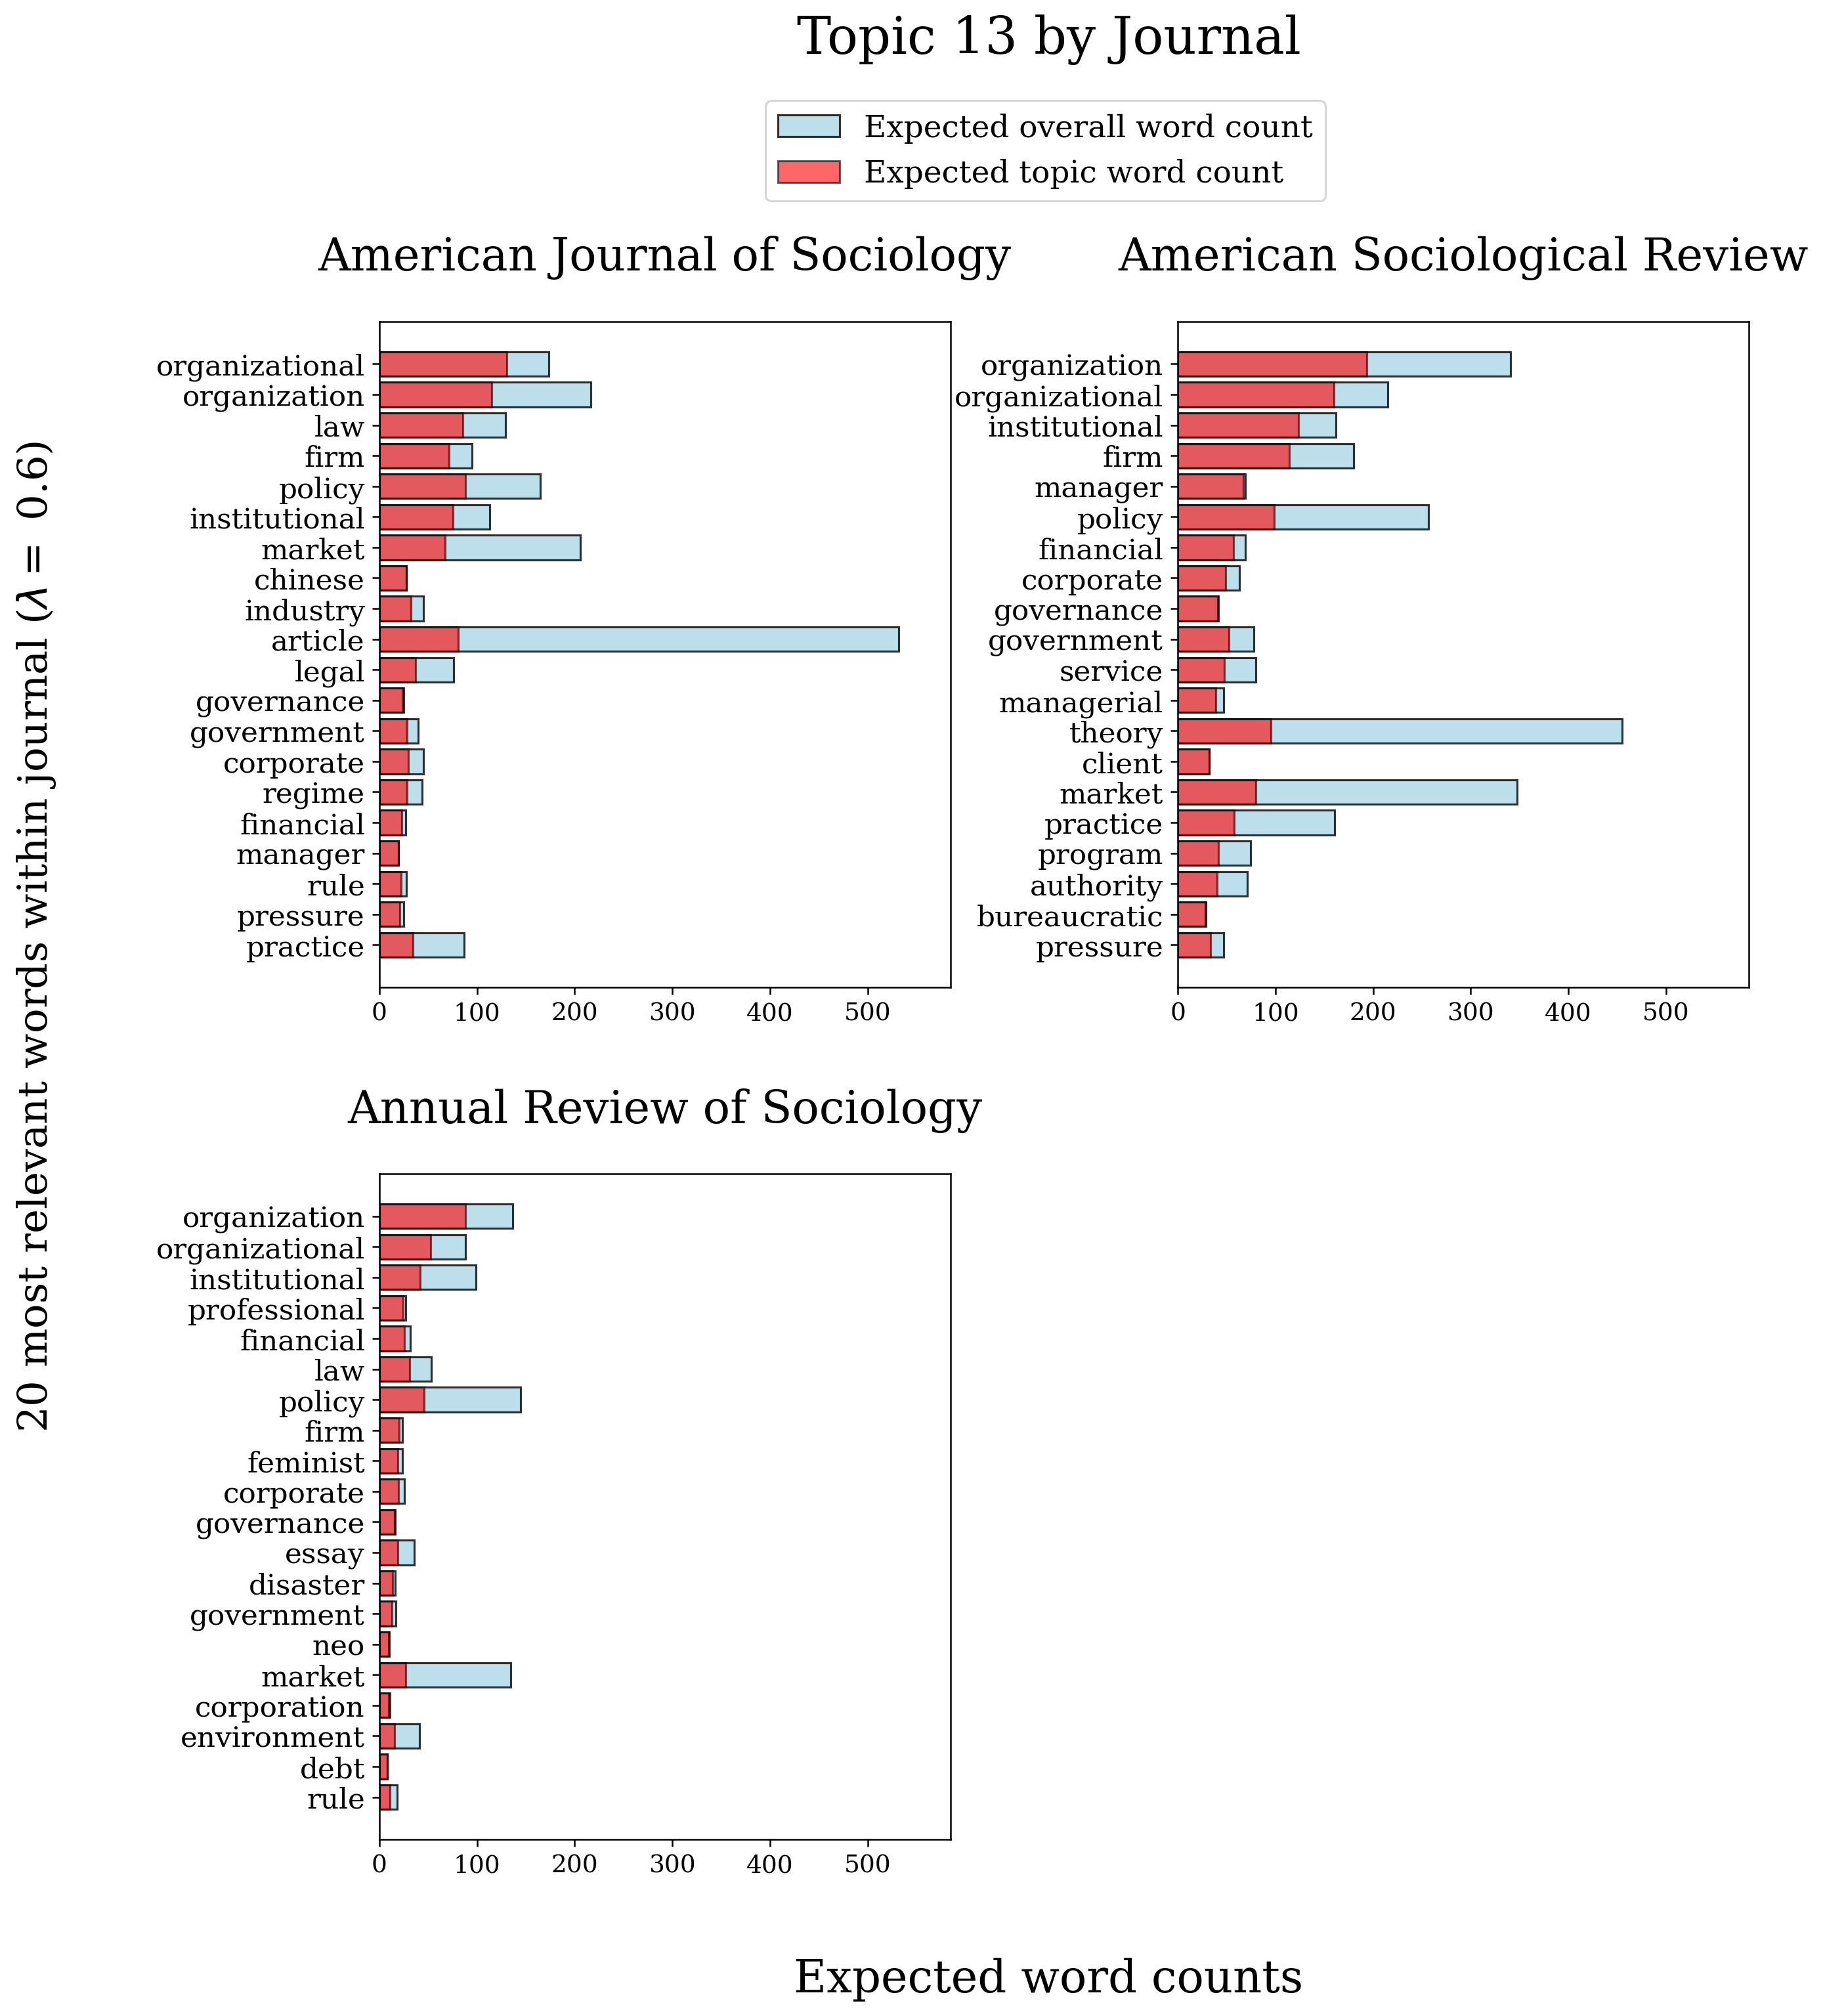 Topic 13 by Journal
Expected overall word count
Expected topic word count
20 most relevant words within journal (λ = 0.6)
American Journal of Sociology
organizational
organization
law
firm
policy
institutional
market
chinese
industry
article
legal
governance
government
corporate
regime
financial
manager
rule
pressure
practice
0 100 200 300 400 500
American Sociological Review
organization
organizational
institutional
firm
manager
policy
financial
corporate
governance
government
service
managerial
theory
client
market
practice
program
authority
bureaucratic
pressure
0 100 200 300 400 500
Annual Review of Sociology
organization
organizational
institutional
professional
financial
law
policy
firm
feminist
corporate
governance
essay
disaster
government
neo
market
corporation
environment
debt
rule
0 100 200 300 400 500
Expected word counts